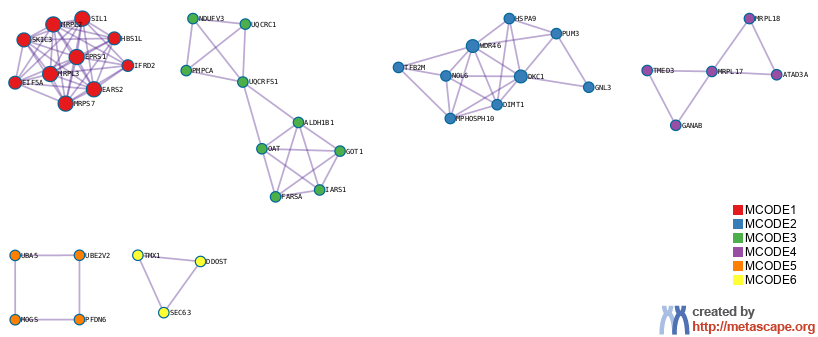 SIL1
MRPL2
SKIC3
HBS1L
EPRS1
IFRD2
MRPL3
EIF5A
EARS2
MRPS7
NDUFV3
UQCRC1
PMPCA
UQCRFS1
ALDH1B1
OAT
GOT1
IARS1
FARSA
HSPA9
PUM3
WDR46
TFB2M
NOL6
DKC1
GNL3
DIMT1
MPHOSPH10
MRPL18
TMED3
MRPL17
ATAD3A
GANAB
UBA5
UBE2V2
MOGS
PFDN6
TMX1
DDOST
SEC63
MCODE1
MCODE2
MCODE3
MCODE4
MCODE5
MCODE6
created by
http://metascape.org